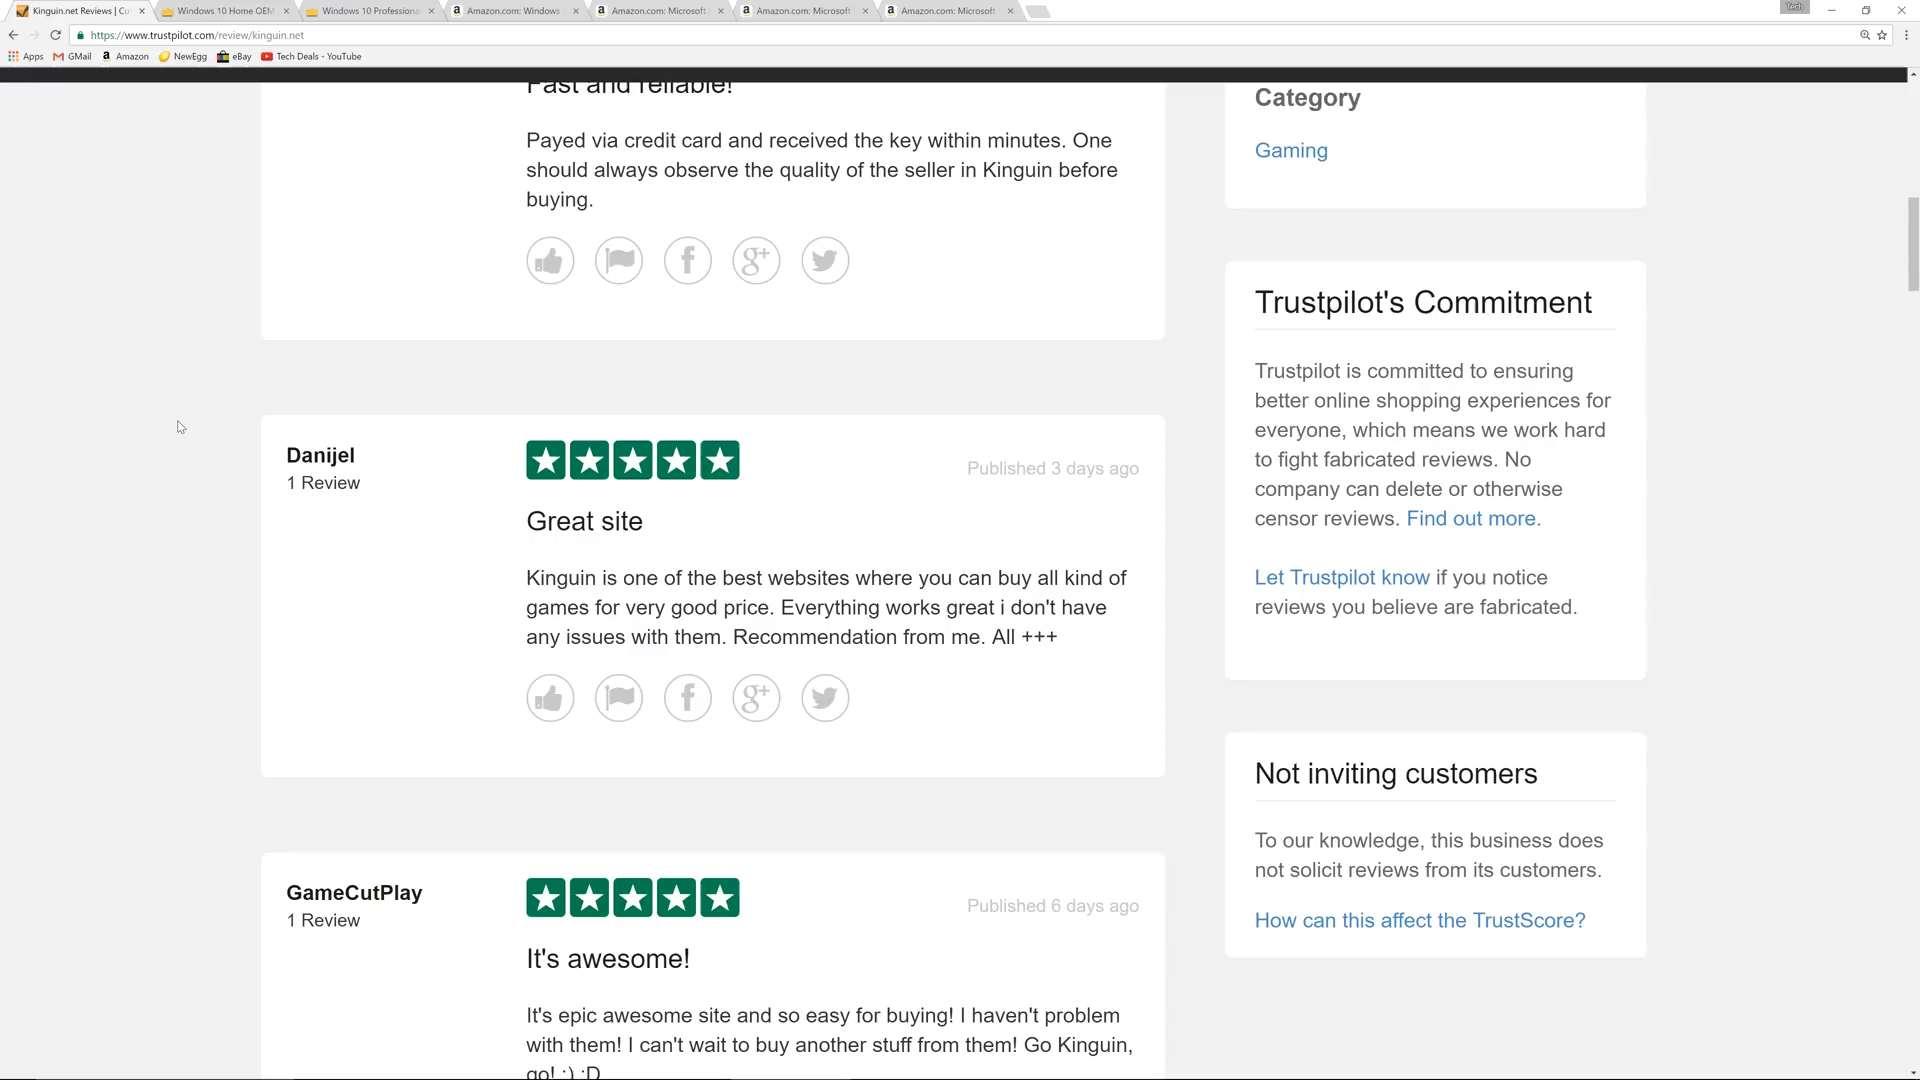 Kinguin.net Reviews | Cu
Windows 10 Home OEM
Windows 10 Professiona
Amazon.com: Windows
Amazon.com: Microsoft
Amazon.com: Microsoft
Amazon.com: Microsoft
Tech
https://www.trustpilot.com/review/kinguin.net
Apps
GMail
Amazon
NewEgg
eBay
Tech Deals - YouTube
Fast and reliable!
Payed via credit card and received the key within minutes. One
should always observe the quality of the seller in Kinguin before
buying.
Danijel
1 Review
Published 3 days ago
Great site
Kinguin is one of the best websites where you can buy all kind of
games for very good price. Everything works great i don't have
any issues with them. Recommendation from me. All +++
GameCutPlay
1 Review
Published 6 days ago
It's awesome!
It's epic awesome site and so easy for buying! I haven't problem
with them! I can't wait to buy another stuff from them! Go Kinguin,
go! :) :D
Category
Gaming
Trustpilot's Commitment
Trustpilot is committed to ensuring
better online shopping experiences for
everyone, which means we work hard
to fight fabricated reviews. No
company can delete or otherwise
censor reviews. Find out more.
Let Trustpilot know if you notice
reviews you believe are fabricated.
Not inviting customers
To our knowledge, this business does
not solicit reviews from its customers.
How can this affect the TrustScore?